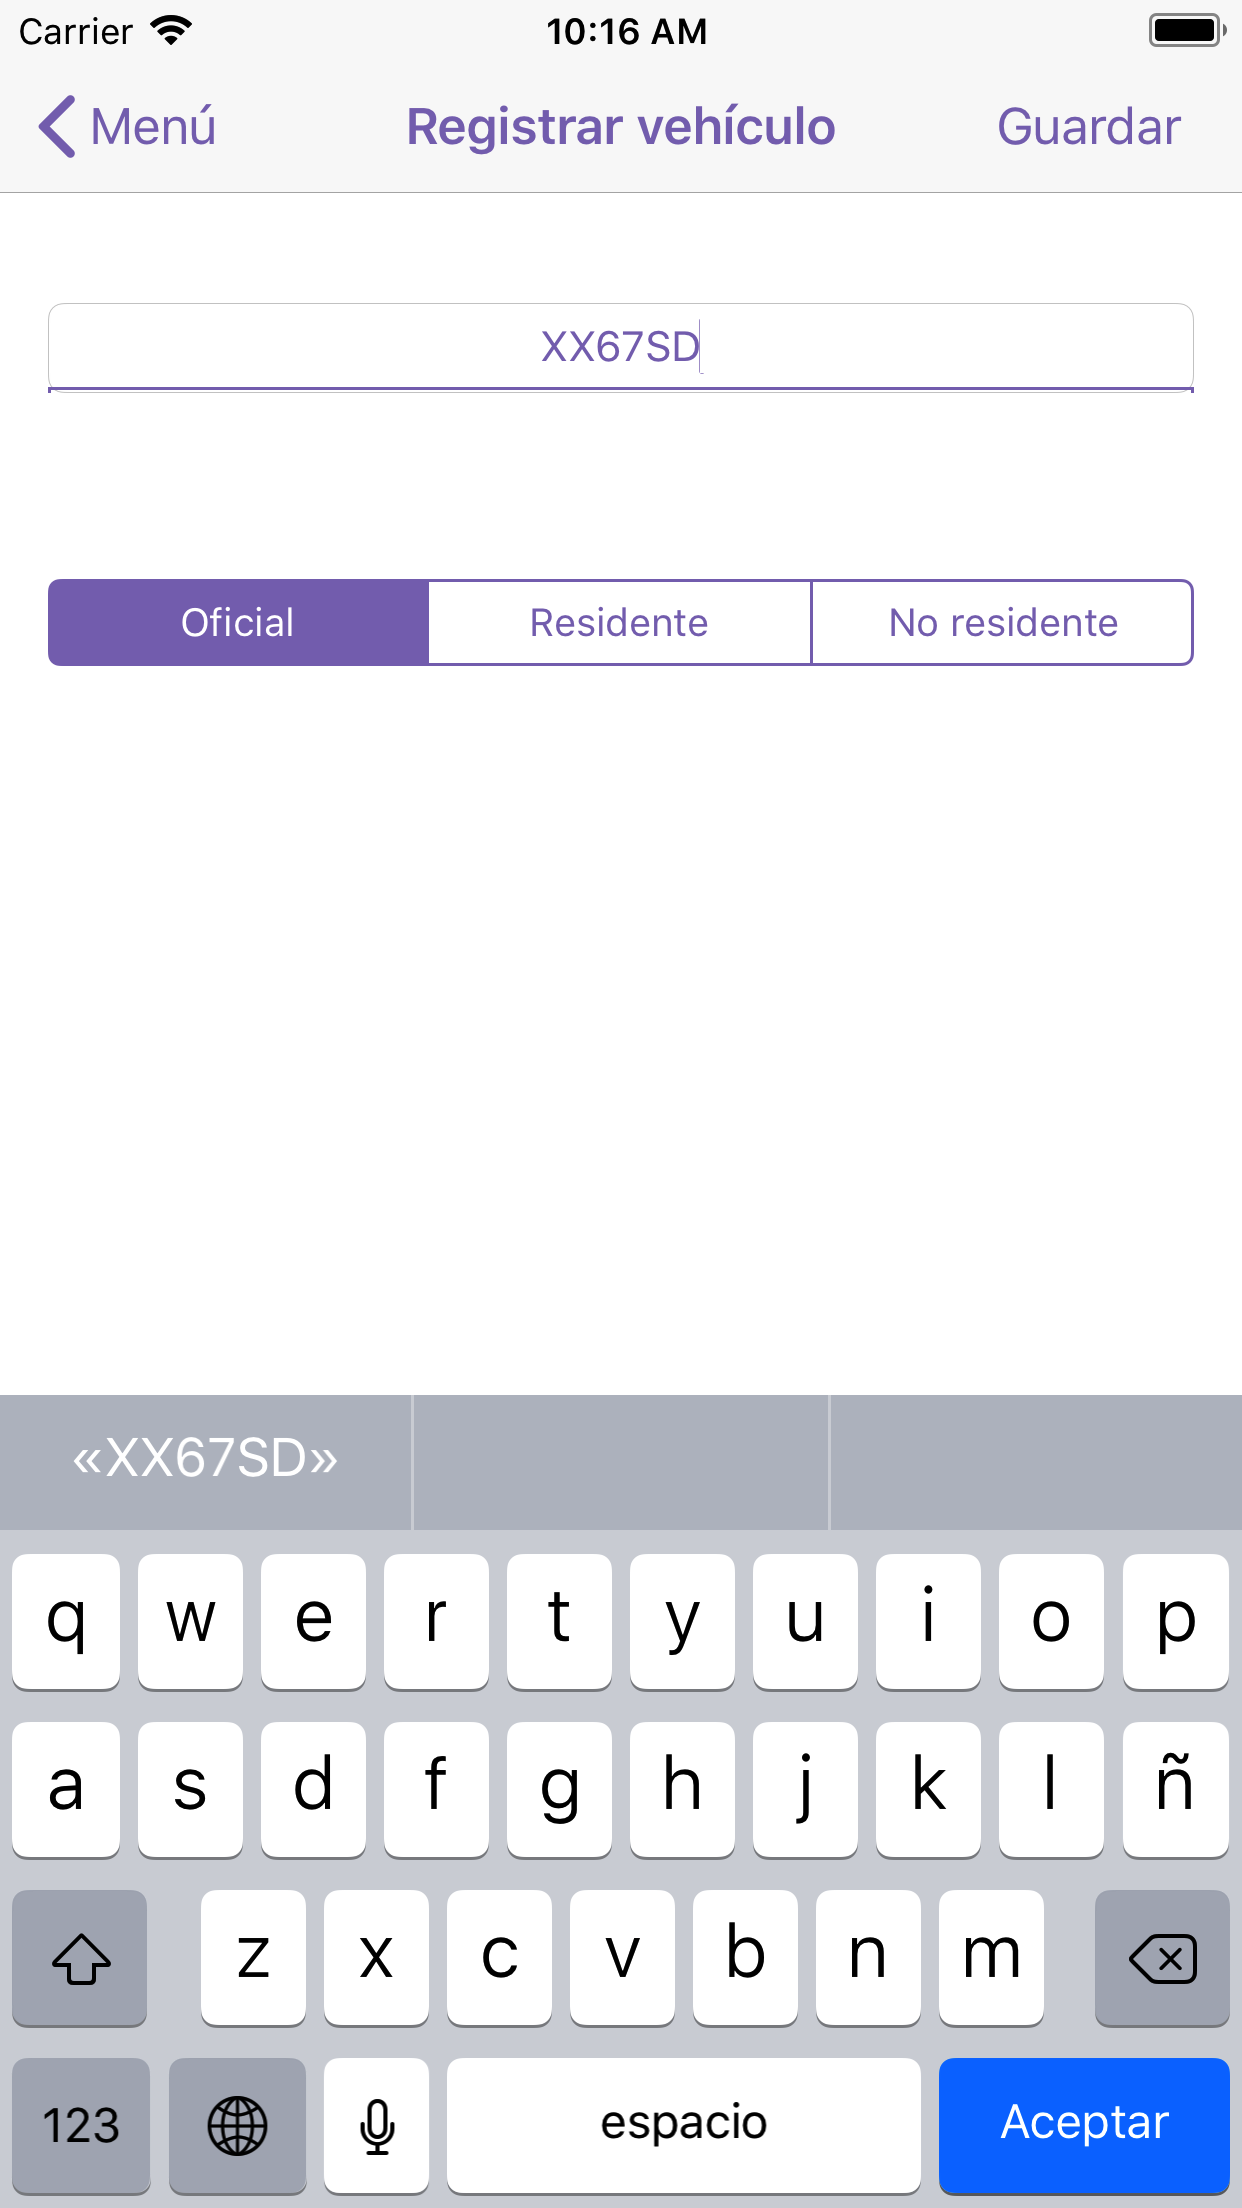 Carrier 10:16 AM
Menú Registrar vehículo Guardar
XX67SD
Oficial Residente No residente
«XX67SD»
q w e r t y u i o p
a s d f g h j k l ñ
z x c v b n m
123 espacio Aceptar